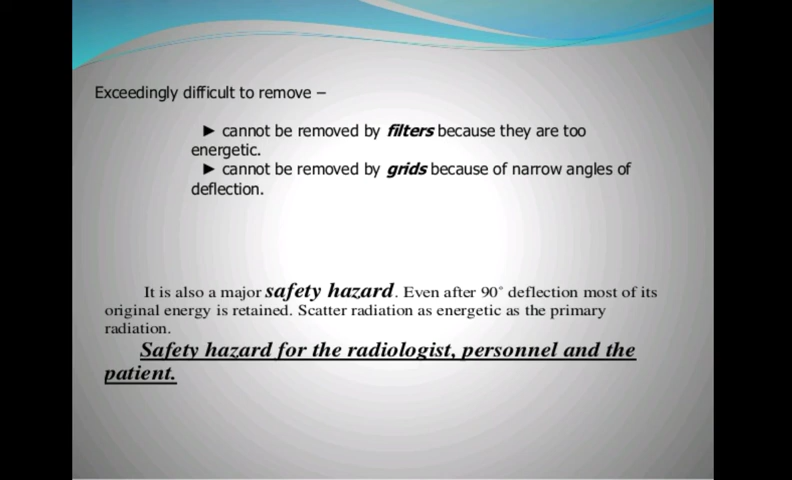 Exceedingly difficult to remove –
► cannot be removed by filters because they are too
energetic.
► cannot be removed by grids because of narrow angles of
deflection.
It is also a major safety hazard. Even after 90° deflection most of its
original energy is retained. Scatter radiation as energetic as the primary
radiation.
Safety hazard for the radiologist, personnel and the
patient.